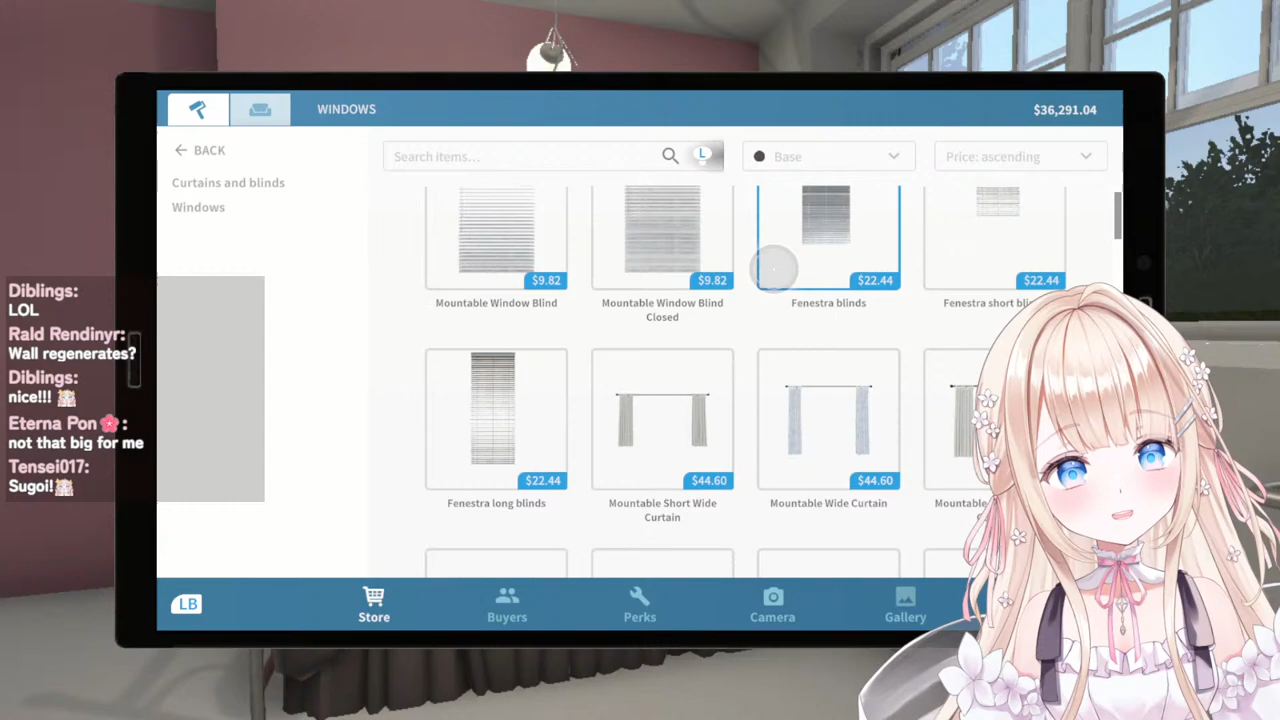 WINDOWS
$36,291.04
BACK
Search items...
L
Base
Price: ascending
Curtains and blinds
Windows
$9.82
$9.82
$22.44
$22.44
Mountable Window Blind
Mountable Window Blind
Closed
Fenestra blinds
Fenestra short
$22.44
$44.60
$44.60
Fenestra long blinds
Mountable Short Wide
Curtain
Mountable Wide Curtain
Diblings:
LOL
Rald Rendinyr:
Wall regenerates?
Diblings:
nice!!!
Eterna Pon🌸:
not that big for me
Tensei017:
Sugoi!
LB
Store
Buyers
Perks
Camera
Gallery